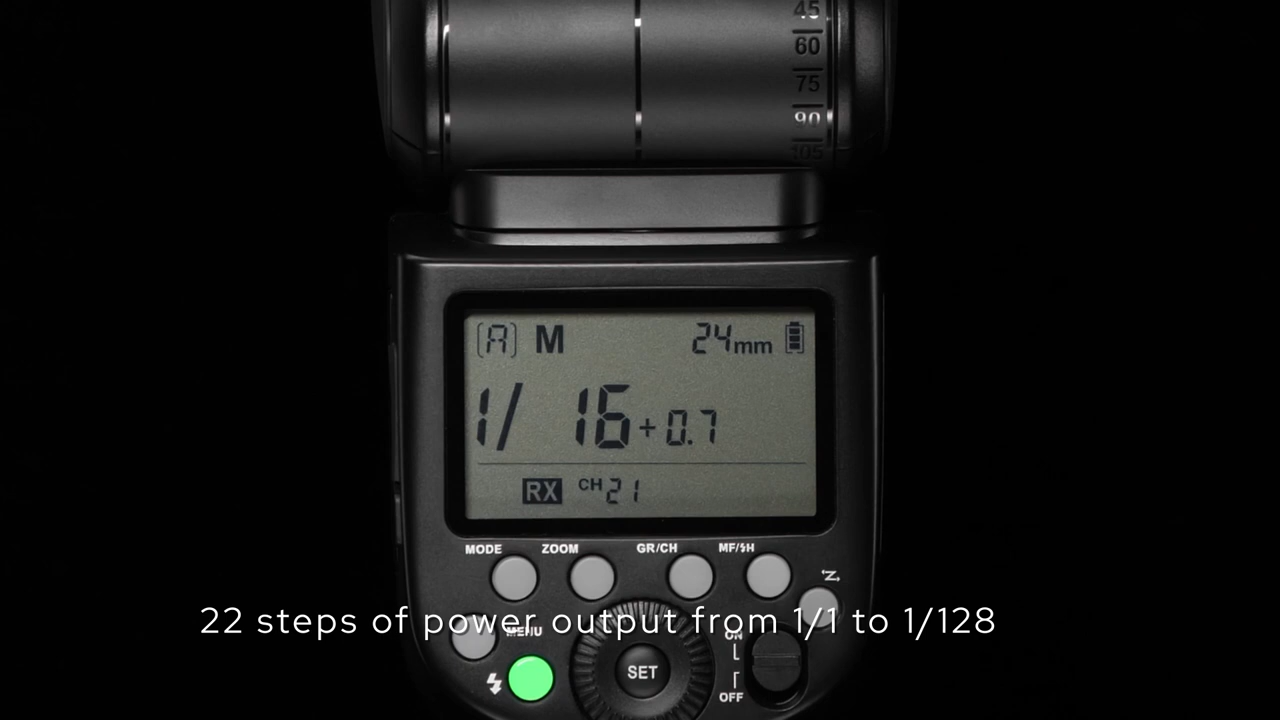 45
60
75
90
105
[A] M 24mm
1/ 16+0.7
RX CH21
MODE ZOOM GR/CH MF/H
Z
22 steps of power output from 1/1 to 1/128
MENU
ON
SET
OFF